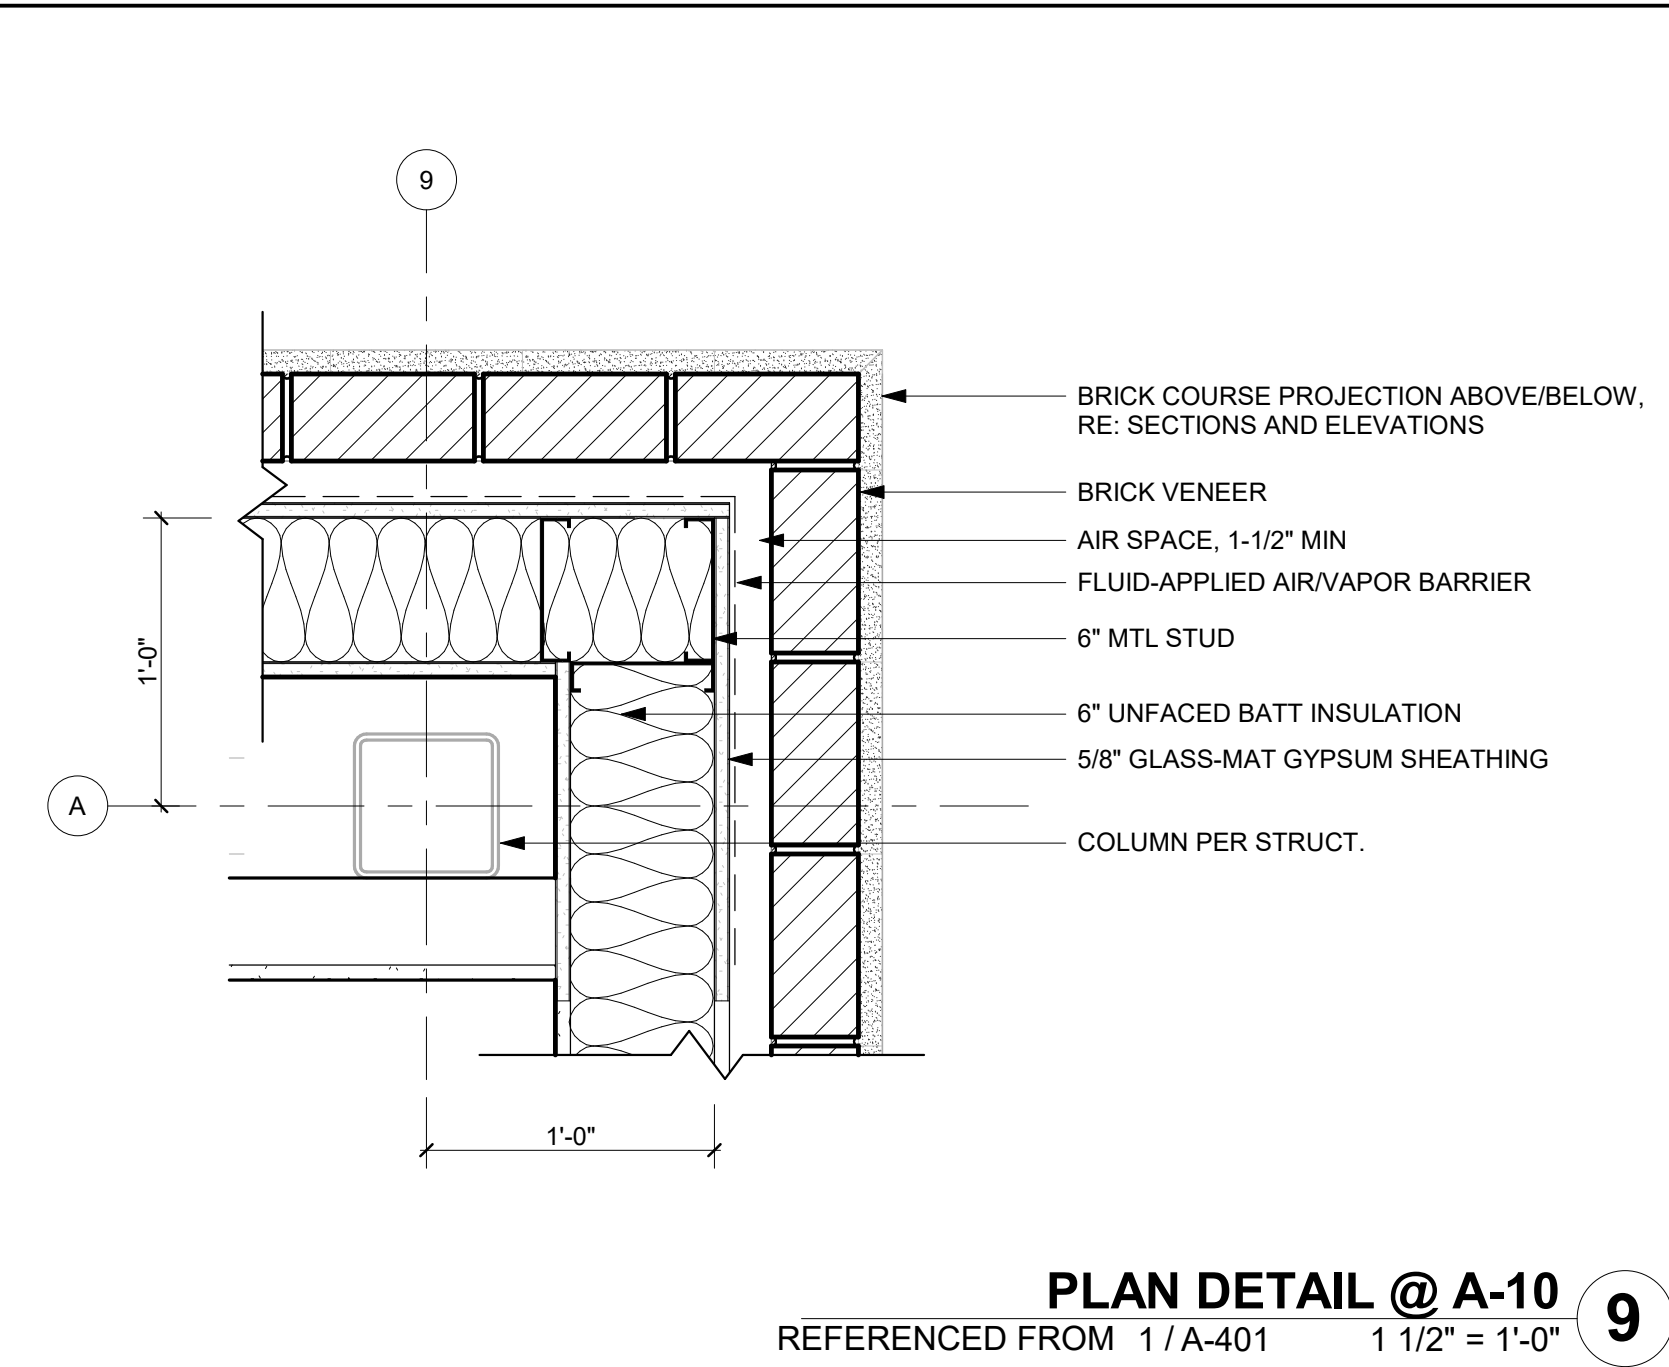 9
BRICK COURSE PROJECTION ABOVE/BELOW,
RE: SECTIONS AND ELEVATIONS
BRICK VENEER
AIR SPACE, 1-1/2" MIN
FLUID-APPLIED AIR/VAPOR BARRIER
6" MTL STUD
1'-0"
6" UNFACED BATT INSULATION
5/8" GLASS-MAT GYPSUM SHEATHING
A
COLUMN PER STRUCT.
1'-0"
PLAN DETAIL @ A-10
9
REFERENCED FROM 1 / A-401 1 1/2" = 1'-0"